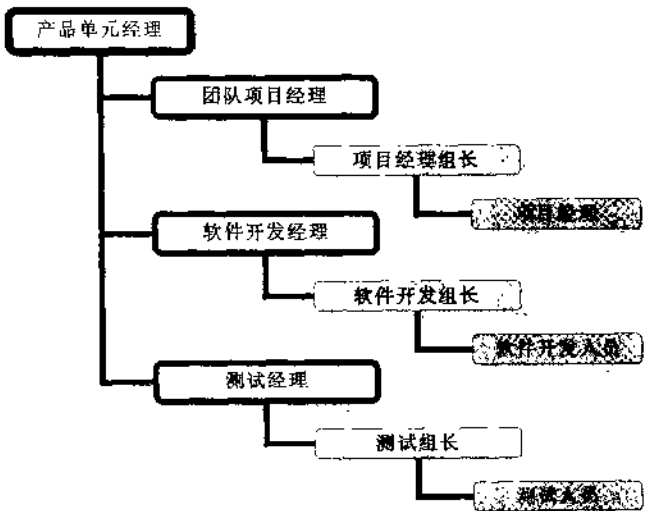 产品单元经理
团队项目经理
项目经理组长
项目经理
软件开发经理
软件开发组长
软件开发人员
测试经理
测试组长
测试人员